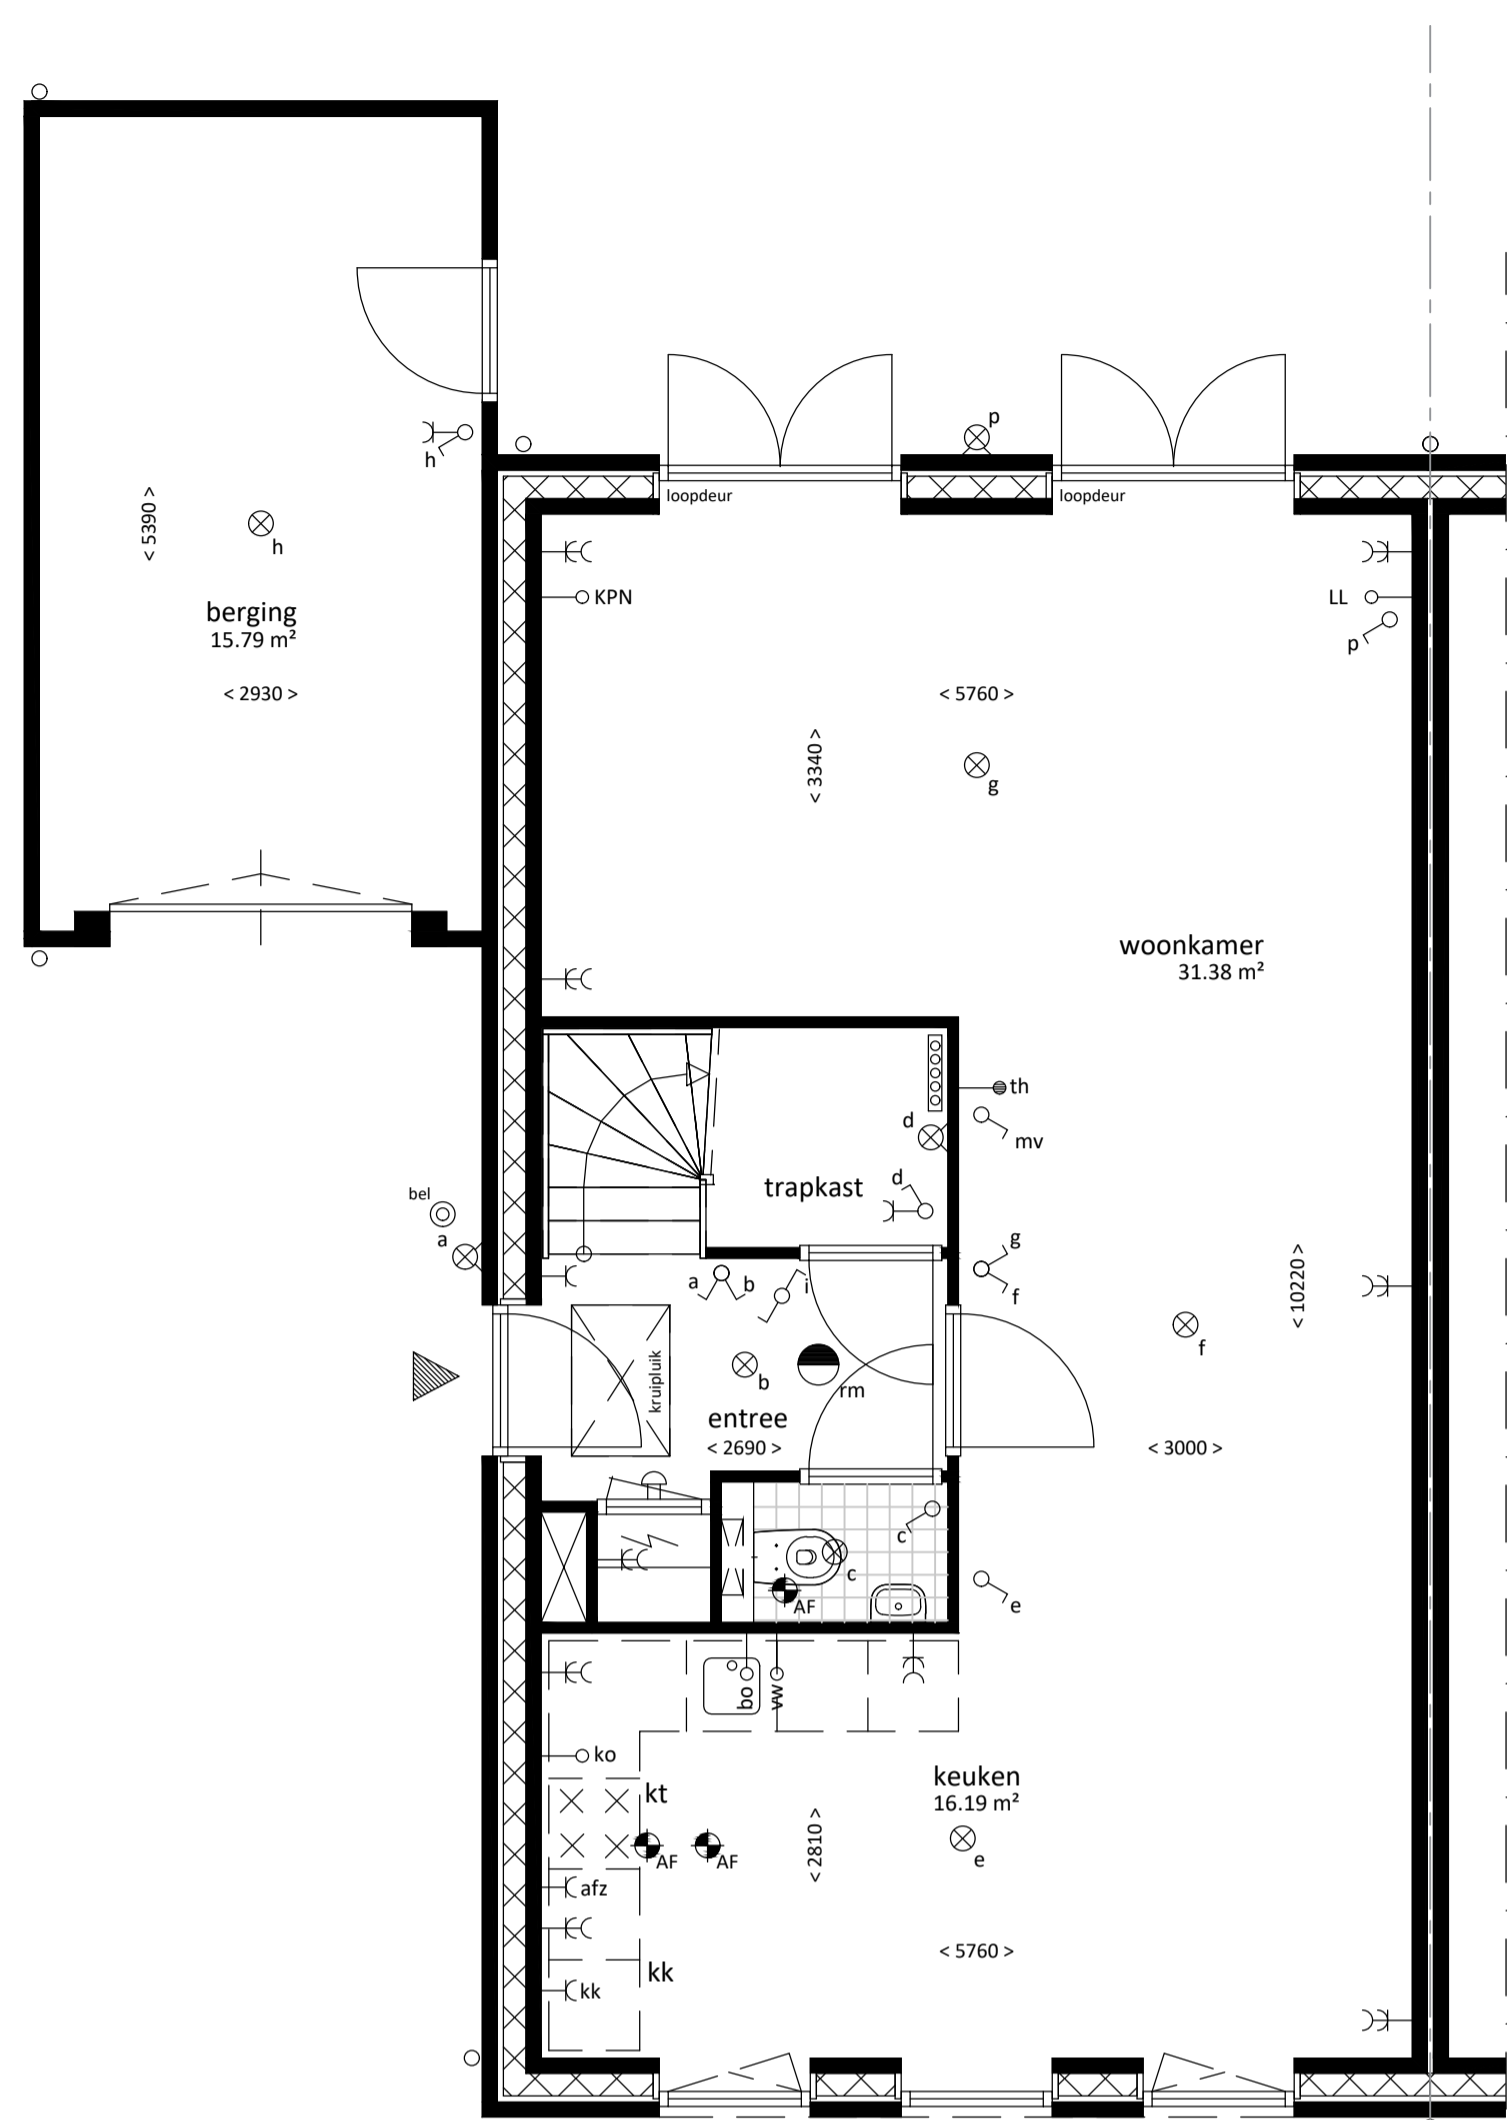 p
h
loopdeur
loopdeur
< 5390 >
h
KPN
LL
berging
15.79 m²
p
< 2930 >
< 5760 >
< 3340 >
g
woonkamer
31.38 m²
th
d
mv
trapkast
d
bel
a
g
a
b
i
f
< 10220 >
f
kruipluik
b
rm
entree
< 2690 >
< 3000 >
c
c
AF
e
bo
vw
ko
keuken
16.19 m²
kt
< 2810 >
AF
AF
e
afz
< 5760 >
kk
kk